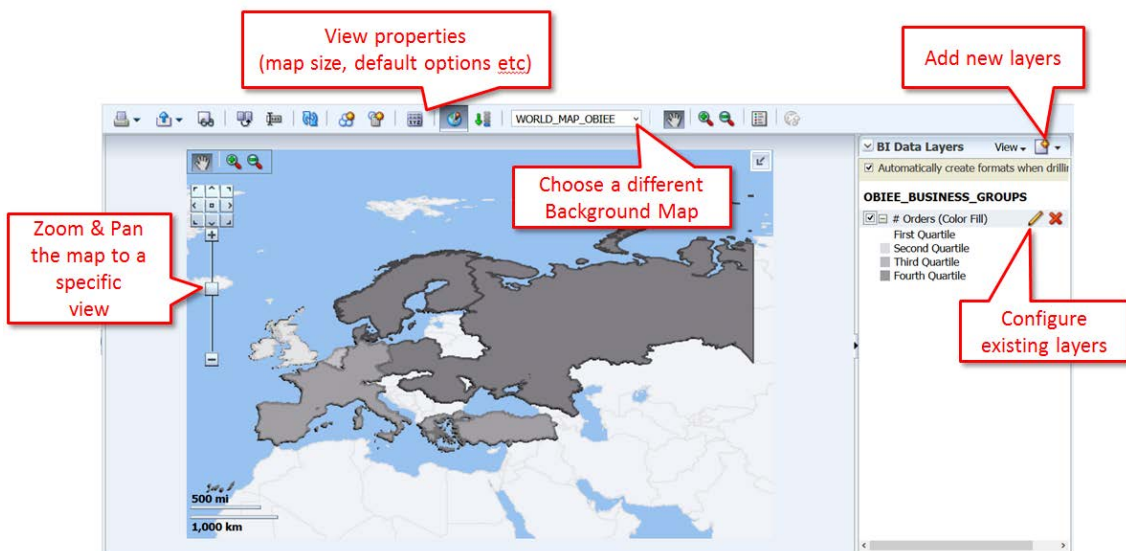 View properties
(map size, default options etc)
Add new layers
WORLD_MAP_OBIEE
BI Data Layers
View
Automatically create formats when drillin
Choose a different
Background Map
OBIEE_BUSINESS_GROUPS
# Orders (Color Fill)
First Quartile
Second Quartile
Third Quartile
Fourth Quartile
Zoom & Pan
the map to a
specific
view
Configure
existing layers
500 mi
1,000 km